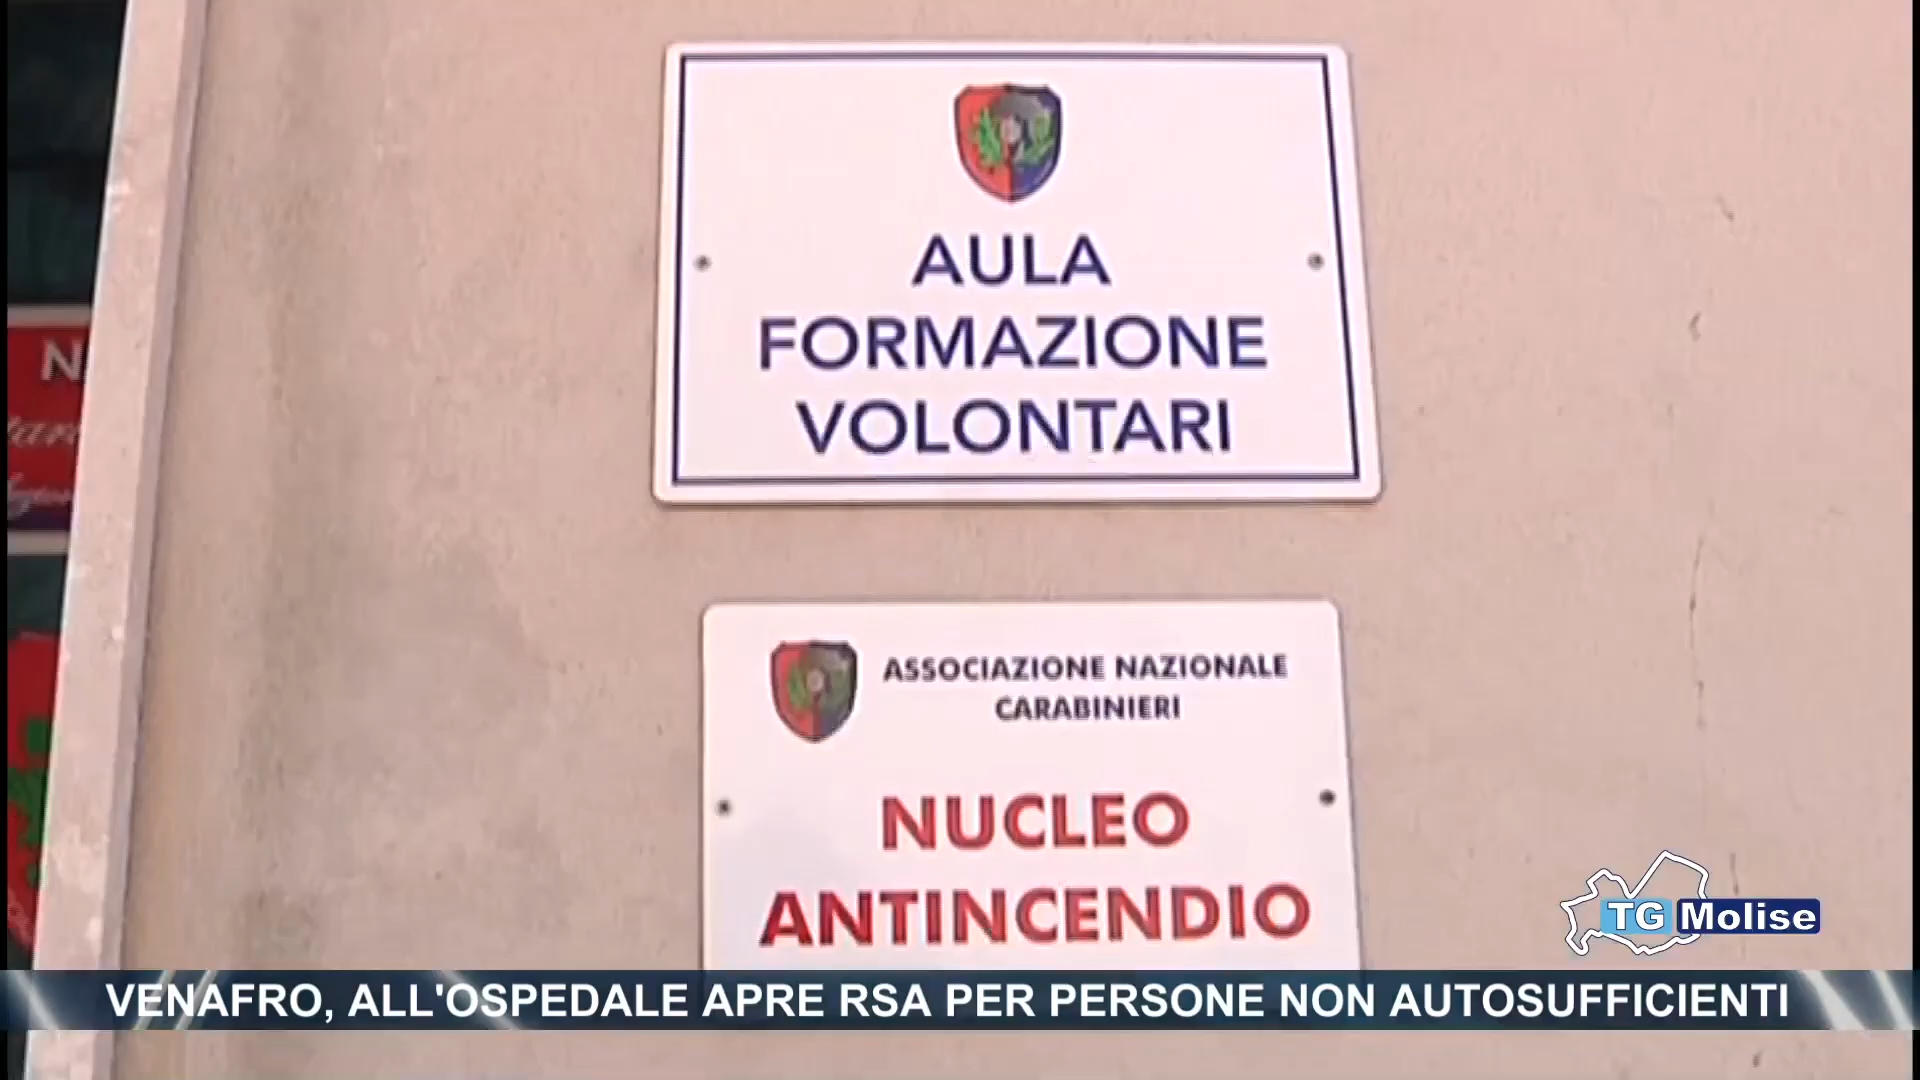 AULA
FORMAZIONE
VOLONTARI
ASSOCIAZIONE NAZIONALE
CARABINIERI
NUCLEO
ANTINCENDIO
TG Molise
VENAFRO, ALL'OSPEDALE APRE RSA PER PERSONE NON AUTOSUFFICIENTI